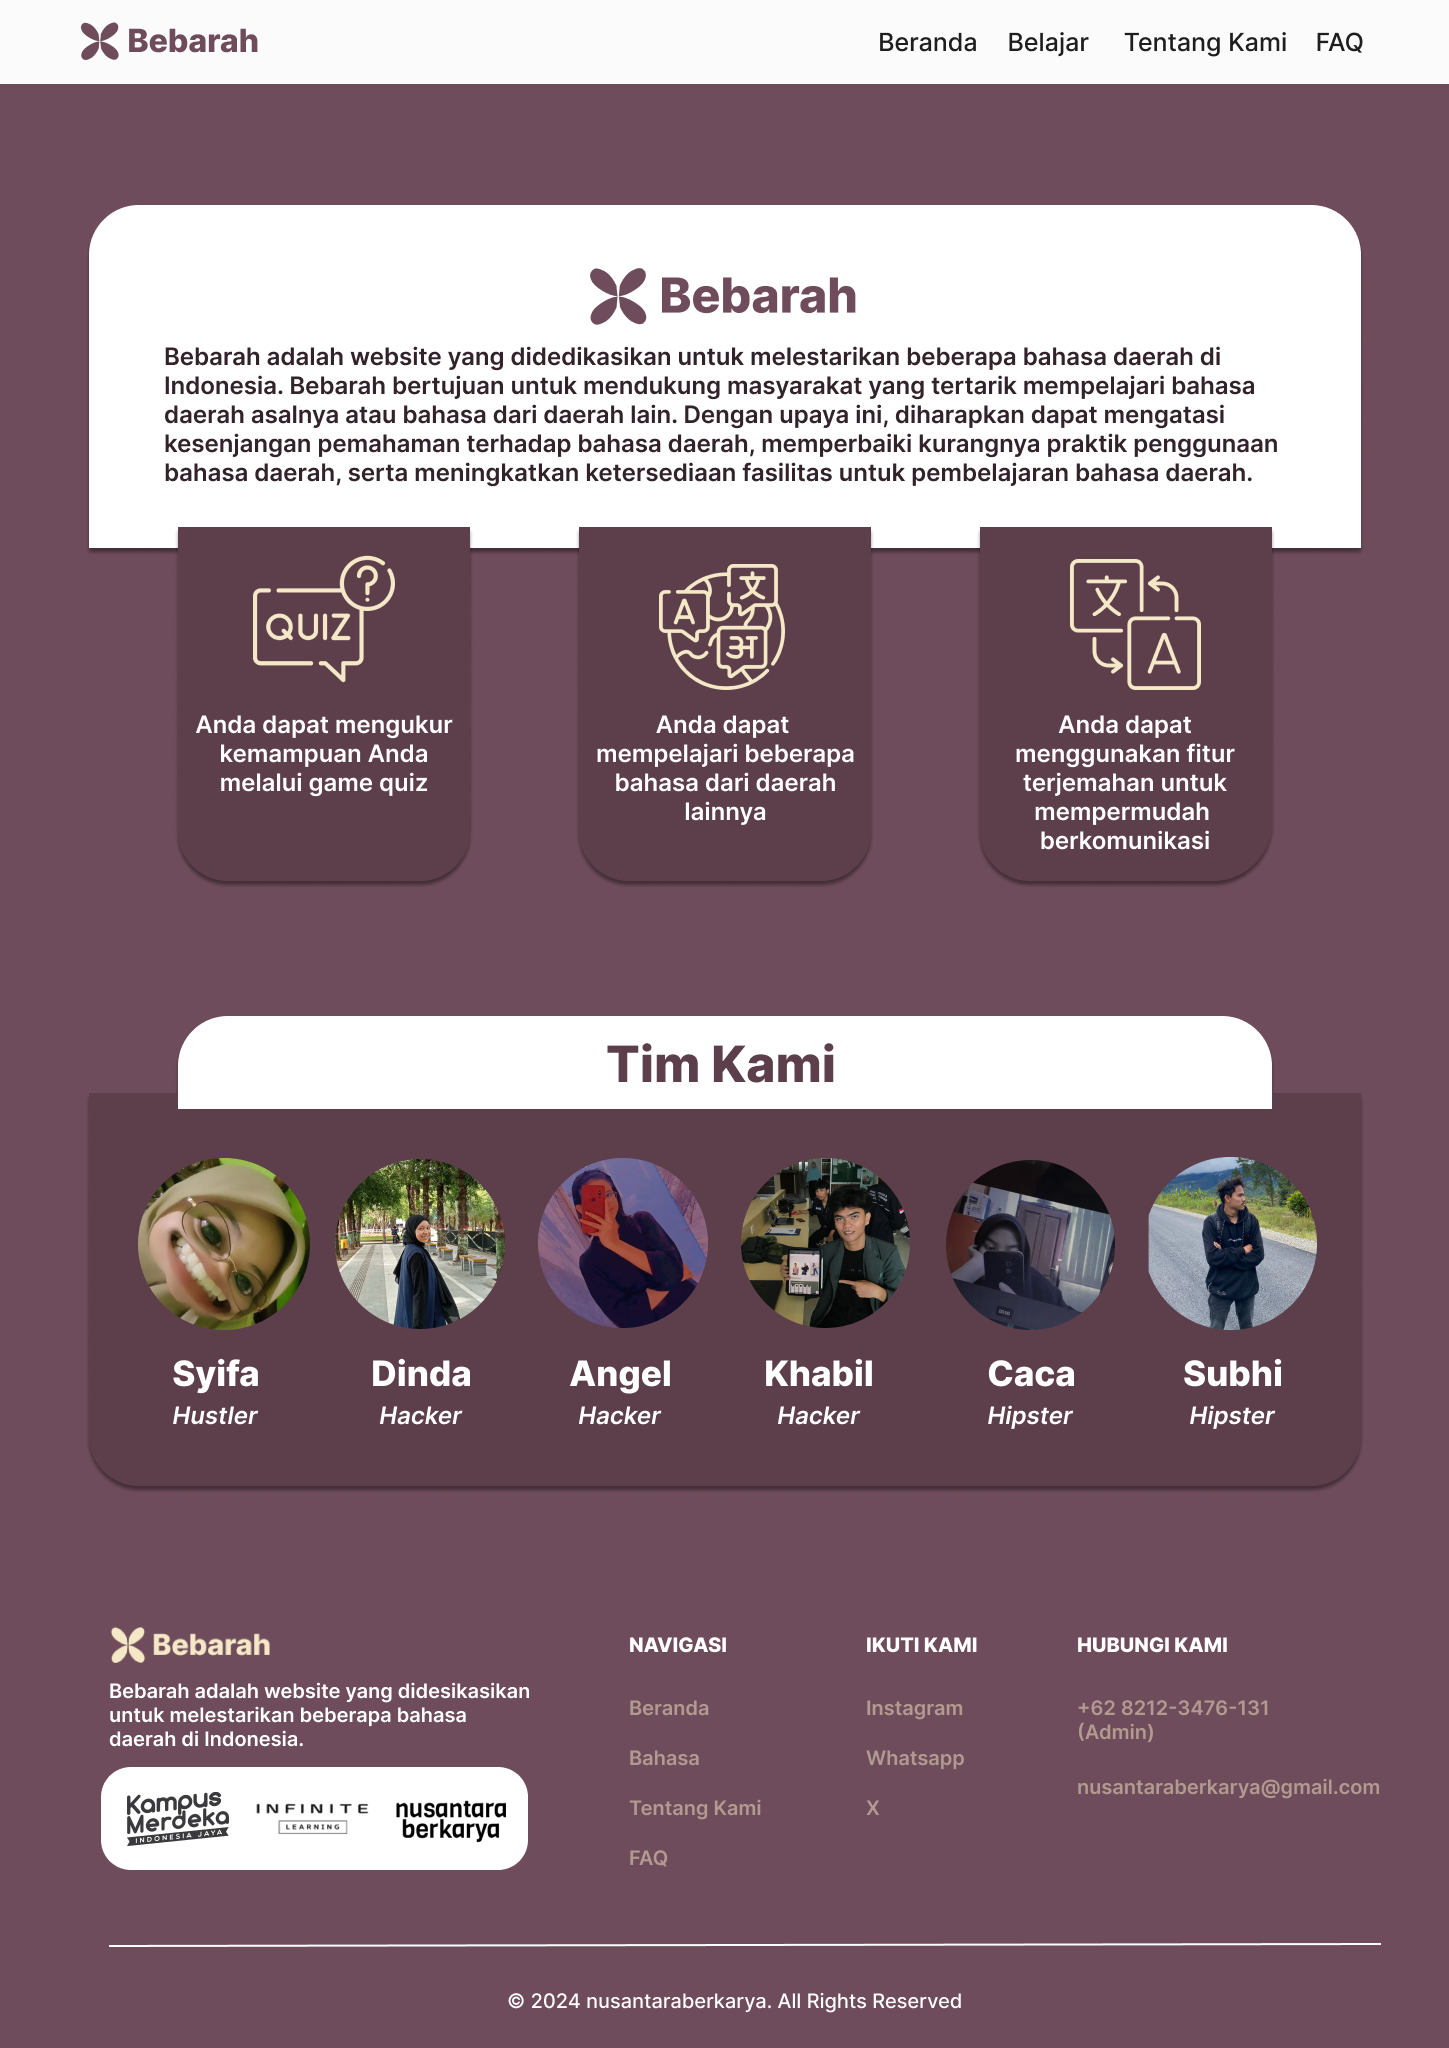 Bebarah
Beranda Belajar Tentang Kami FAQ
Bebarah
Bebarah adalah website yang didedikasikan untuk melestarikan beberapa bahasa daerah di
Indonesia. Bebarah bertujuan untuk mendukung masyarakat yang tertarik mempelajari bahasa
daerah asalnya atau bahasa dari daerah lain. Dengan upaya ini, diharapkan dapat mengatasi
kesenjangan pemahaman terhadap bahasa daerah, memperbaiki kurangnya praktik penggunaan
bahasa daerah, serta meningkatkan ketersediaan fasilitas untuk pembelajaran bahasa daerah.
QUIZ
?
Anda dapat mengukur
kemampuan Anda
melalui game quiz
文
A
अ
Anda dapat
mempelajari beberapa
bahasa dari daerah
lainnya
文
A
Anda dapat
menggunakan fitur
terjemahan untuk
mempermudah
berkomunikasi
Tim Kami
Syifa
Hustler
Dinda
Hacker
Angel
Hacker
Khabil
Hacker
Caca
Hipster
Subhi
Hipster
Bebarah
Bebarah adalah website yang didesikasikan
untuk melestarikan beberapa bahasa
daerah di Indonesia.
Kampus
Merdeka
INDONESIA JAYA
INFINITE
LEARNING
nusantara
berkarya
NAVIGASI
Beranda
Bahasa
Tentang Kami
FAQ
IKUTI KAMI
Instagram
Whatsapp
X
HUBUNGI KAMI
+62 8212-3476-131
(Admin)
nusantaraberkarya@gmail.com
© 2024 nusantaraberkarya. All Rights Reserved